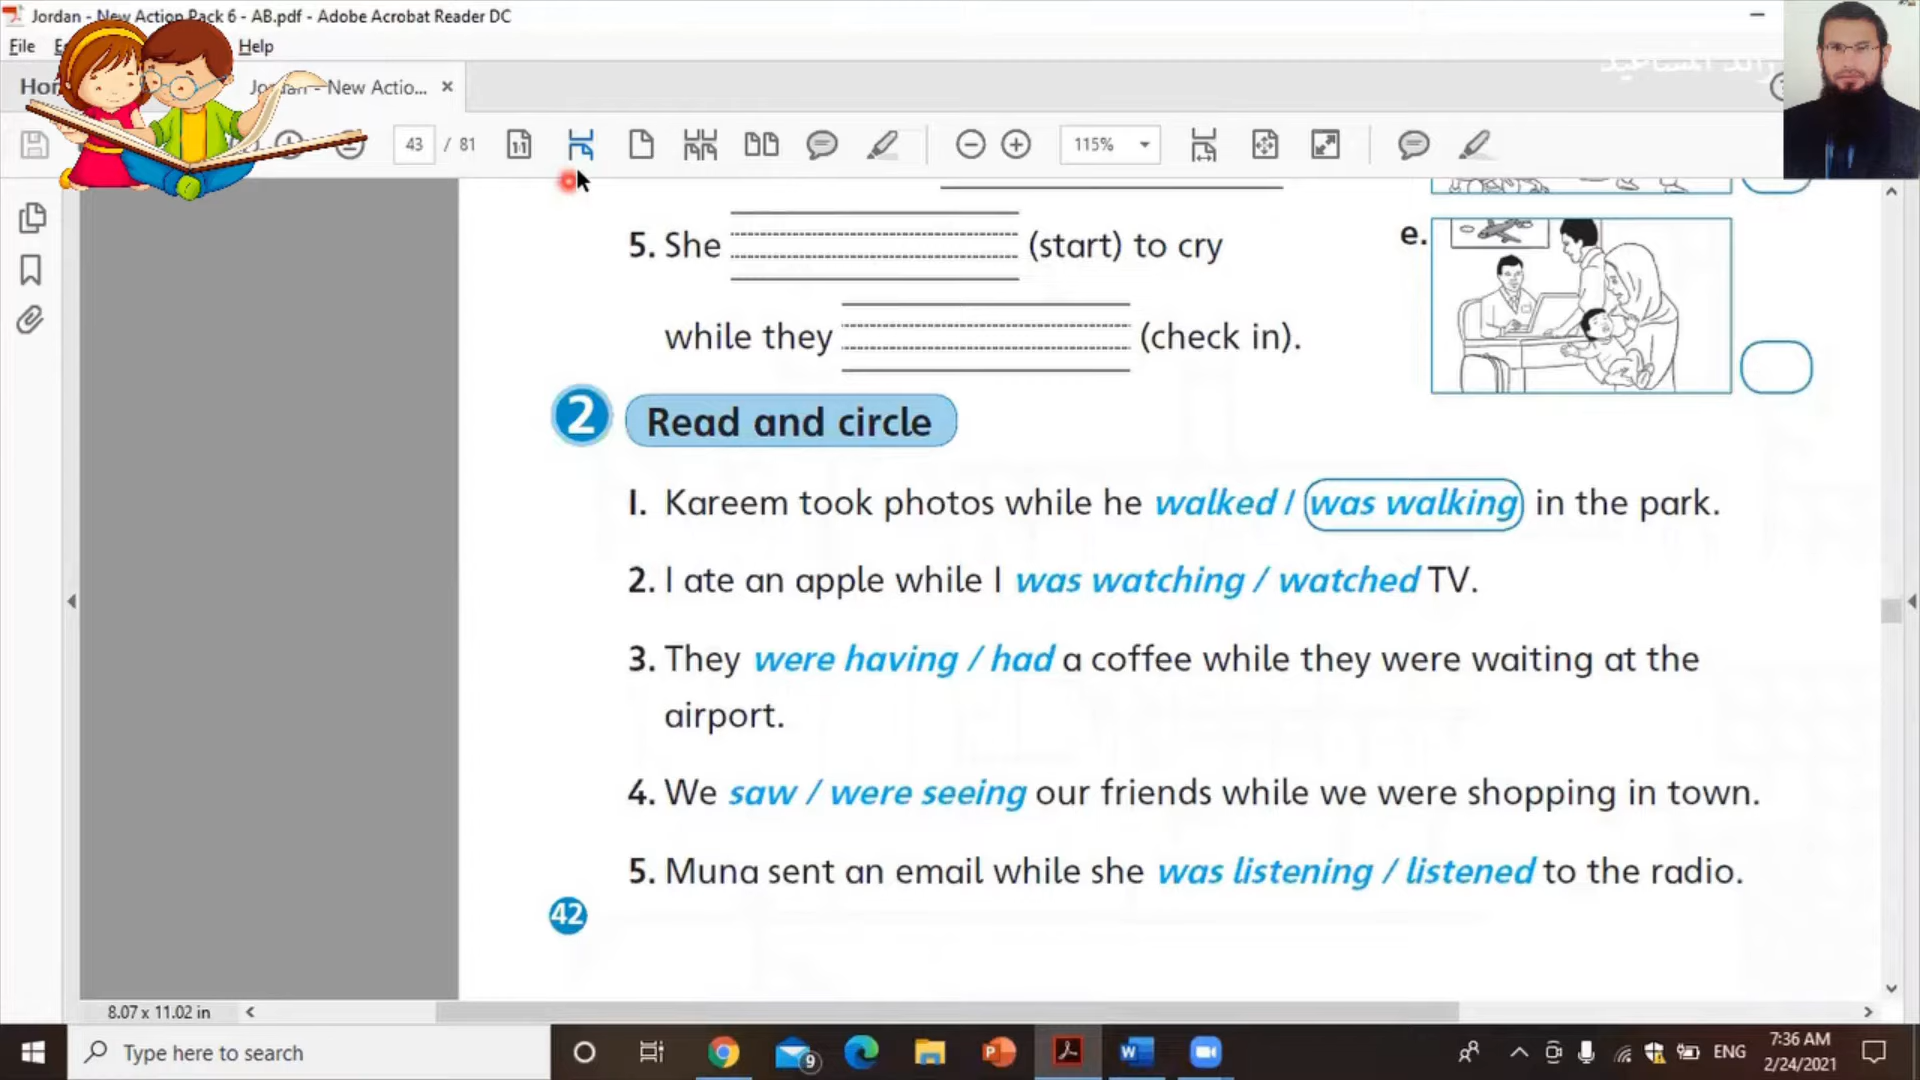 Jordan - New Action Pack 6 - AB.pdf - Adobe Acrobat Reader DC
File
Help
رائد المساعيد
Jordan - New Actio...
43 / 81
115%
5. She (start) to cry
e.
while they (check in).
2 Read and circle
1. Kareem took photos while he walked / was walking in the park.
2. I ate an apple while I was watching / watched TV.
3. They were having / had a coffee while they were waiting at the
airport.
4. We saw / were seeing our friends while we were shopping in town.
5. Muna sent an email while she was listening / listened to the radio.
42
8.07 x 11.02 in
Type here to search
9
ENG
7:36 AM
2/24/2021